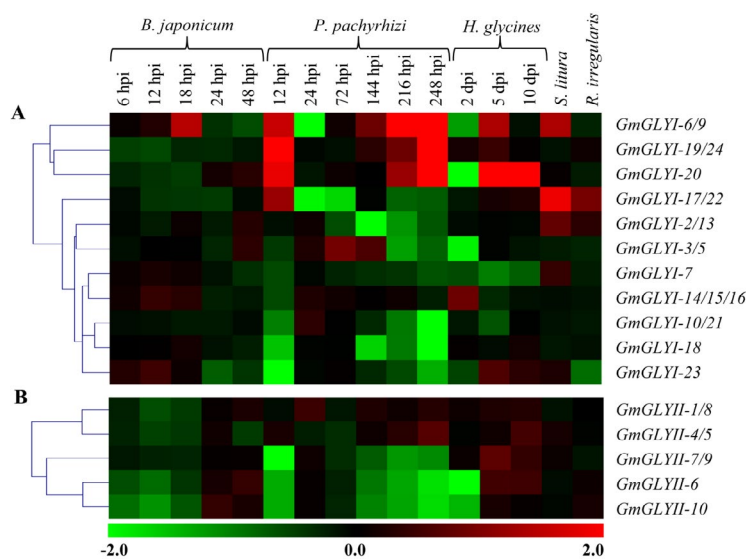 B. japonicum P. pachyrhizi H. glycines
6 hpi 12 hpi 18 hpi 24 hpi 48 hpi 12 hpi 24 hpi 72 hpi 144 hpi 216 hpi 248 hpi 2 dpi 5 dpi 10 dpi S. litura R. irregularis
A
GmGLYI-6/9
GmGLYI-19/24
GmGLYI-20
GmGLYI-17/22
GmGLYI-2/13
GmGLYI-3/5
GmGLYI-7
GmGLYI-14/15/16
GmGLYI-10/21
GmGLYI-18
GmGLYI-23
B
GmGLYII-1/8
GmGLYII-4/5
GmGLYII-7/9
GmGLYII-6
GmGLYII-10
-2.0 0.0 2.0